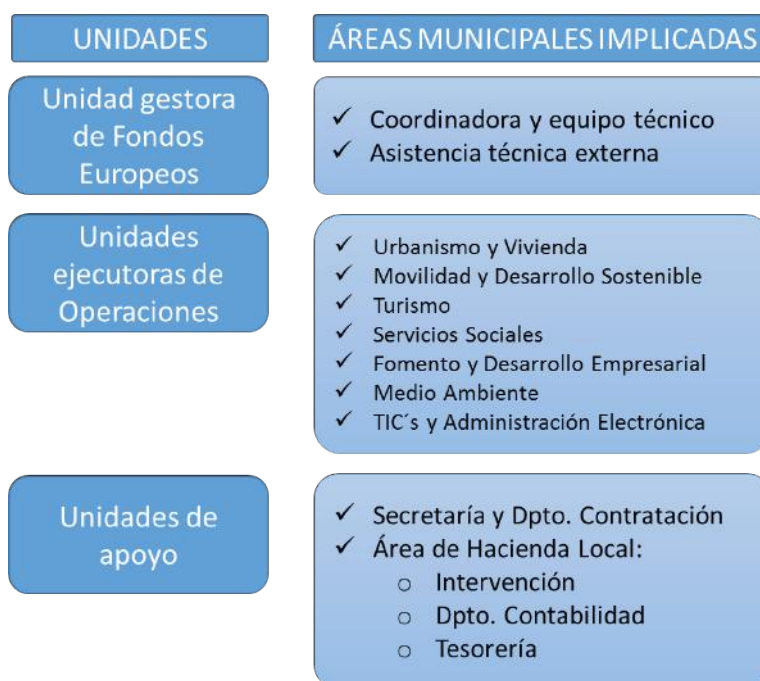 UNIDADES
ÁREAS MUNICIPALES IMPLICADAS
Unidad gestora
de Fondos
Europeos
✓ Coordinadora y equipo técnico
✓ Asistencia técnica externa
Unidades
ejecutoras de
Operaciones
✓ Urbanismo y Vivienda
✓ Movilidad y Desarrollo Sostenible
✓ Turismo
✓ Servicios Sociales
✓ Fomento y Desarrollo Empresarial
✓ Medio Ambiente
✓ TIC´s y Administración Electrónica
Unidades de
apoyo
✓ Secretaría y Dpto. Contratación
✓ Área de Hacienda Local:
o Intervención
o Dpto. Contabilidad
o Tesorería